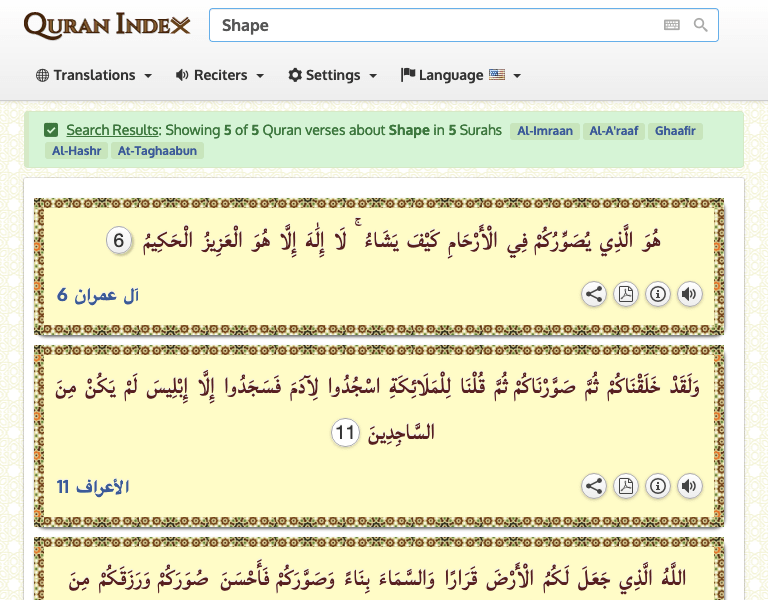 QURAN INDEX
Shape
Translations
Reciters
Settings
Language
Search Results: Showing 5 of 5 Quran verses about Shape in 5 Surahs Al-Imraan Al-A'raaf Ghaafir
Al-Hashr At-Taghaabun
هُوَ الَّذِي يُصَوِّرُكُمْ فِي الْأَرْحَامِ كَيْفَ يَشَاءُ ۚ لَا إِلَٰهَ إِلَّا هُوَ الْعَزِيزُ الْحَكِيمُ 6
آل عمران 6
وَلَقَدْ خَلَقْنَاكُمْ ثُمَّ صَوَّرْنَاكُمْ ثُمَّ قُلْنَا لِلْمَلَائِكَةِ اسْجُدُوا لِآدَمَ فَسَجَدُوا إِلَّا إِبْلِيسَ لَمْ يَكُنْ مِنَ
السَّاجِدِينَ 11
الأعراف 11
اللَّهُ الَّذِي جَعَلَ لَكُمُ الْأَرْضَ قَرَارًا وَالسَّمَاءَ بِنَاءً وَصَوَّرَكُمْ فَأَحْسَنَ صُوَرَكُمْ وَرَزَقَكُمْ مِنَ